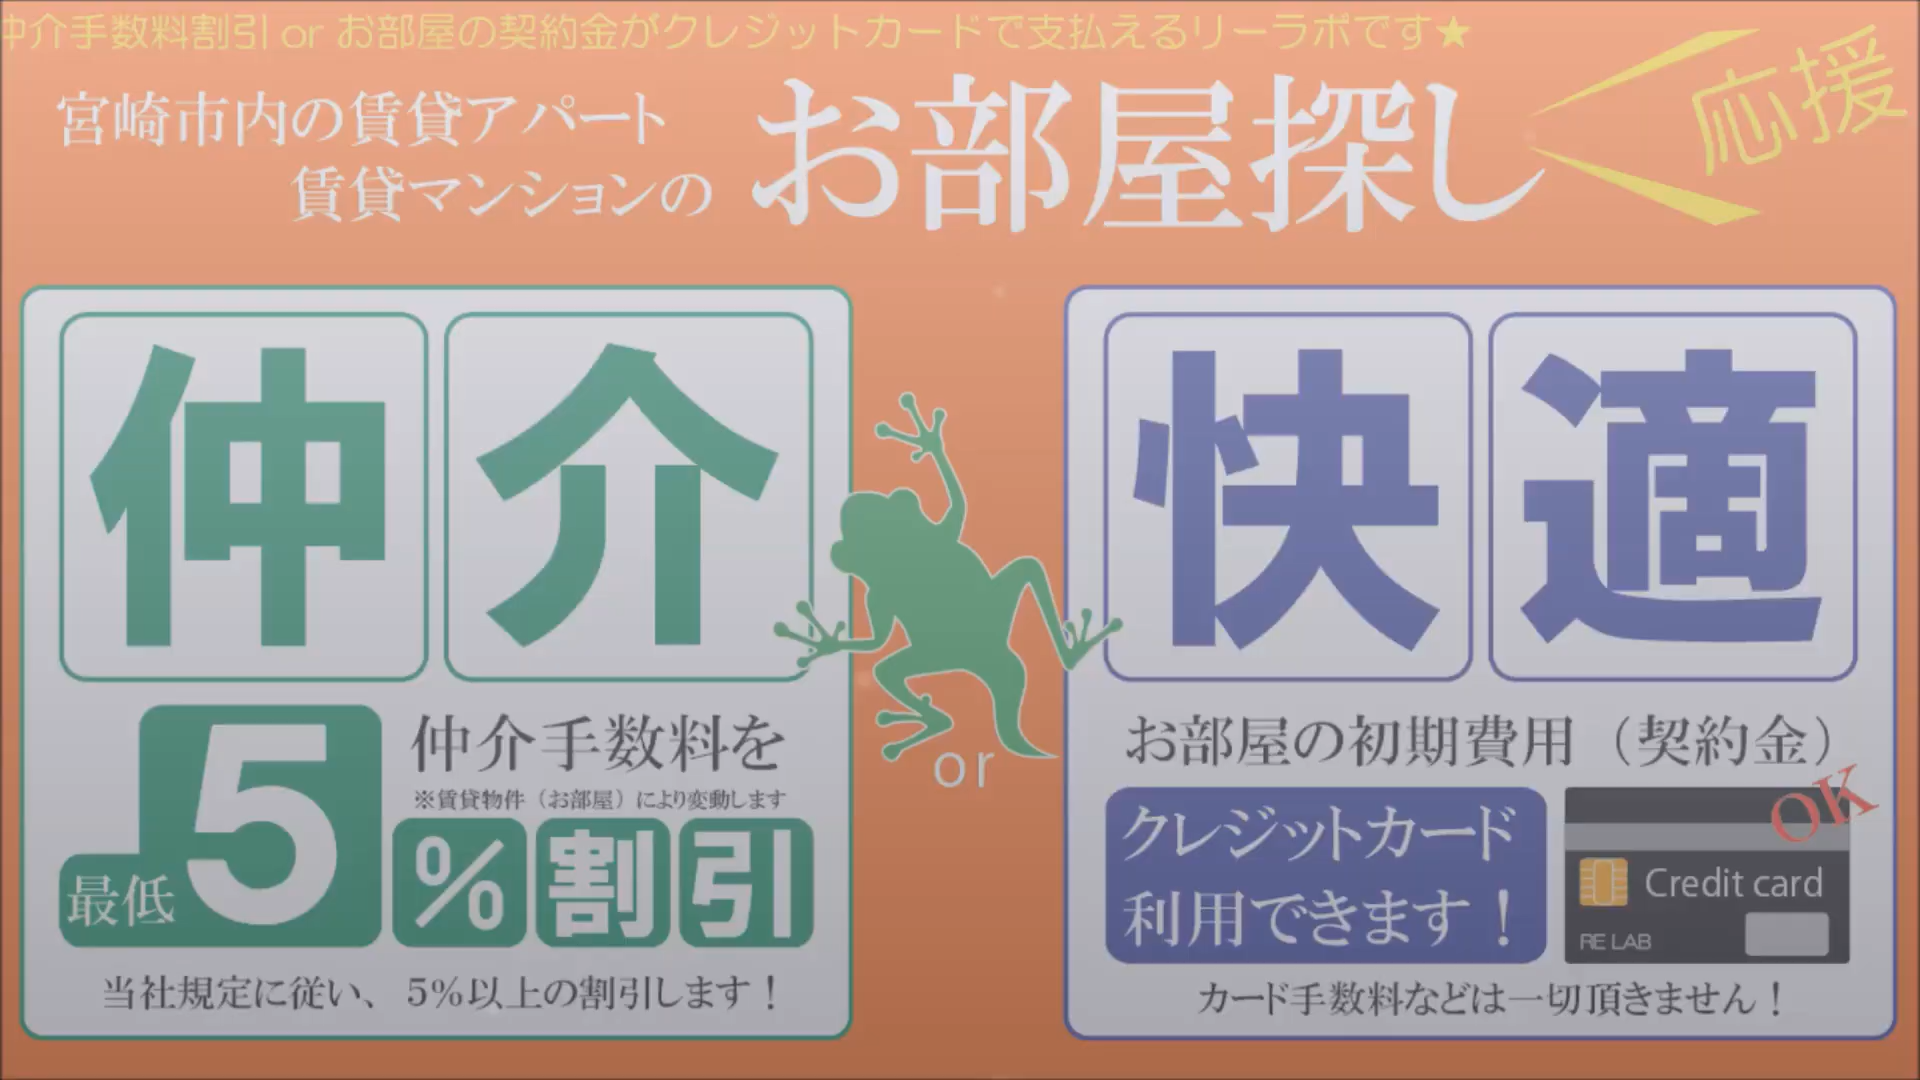 仲介手数料割引 or お部屋の契約金がクレジットカードで支払えるリーラボです★
宮崎市内の賃貸アパート
賃貸マンションの
お部屋探し
応援
仲介
仲介手数料を
※賃貸物件（お部屋）により変動します
最低5%割引
当社規定に従い、5%以上の割引します！
or
快適
お部屋の初期費用（契約金）
クレジットカード
利用できます！
OK
Credit card
RE LAB
カード手数料などは一切頂きません！